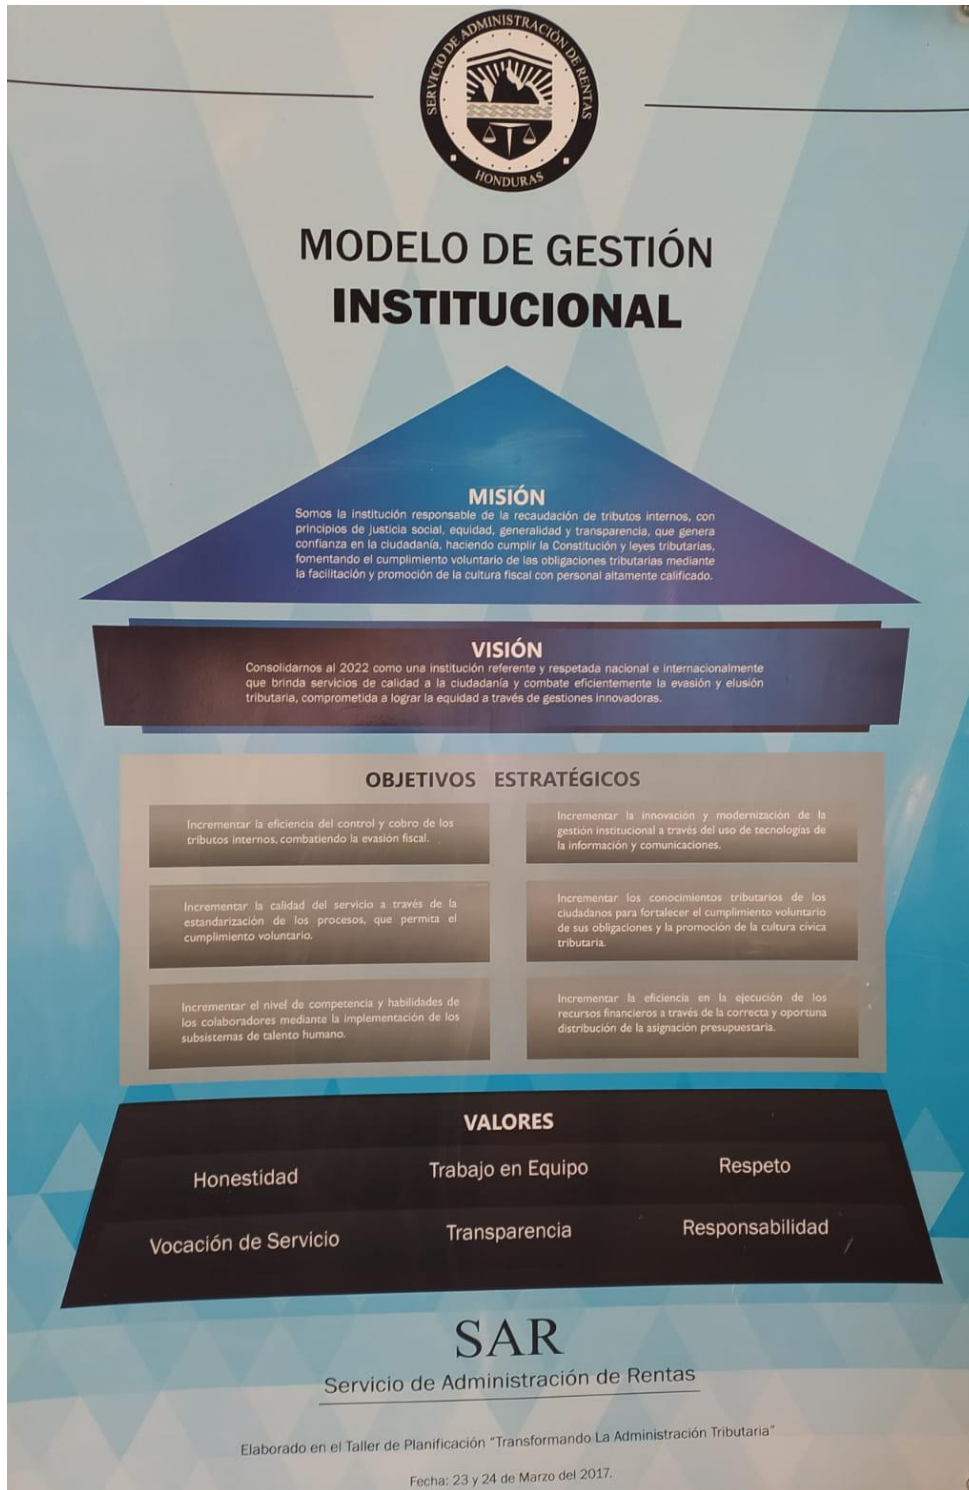 SERVICIO DE ADMINISTRACIÓN DE RENTAS
HONDURAS
MODELO DE GESTIÓN
INSTITUCIONAL
MISIÓN
Somos la institución responsable de la recaudación de tributos internos, con
principios de justicia social, equidad, generalidad y transparencia, que genera
confianza en la ciudadanía, haciendo cumplir la Constitución y leyes tributarias,
fomentando el cumplimiento voluntario de las obligaciones tributarias mediante
la facilitación y promoción de la cultura fiscal con personal altamente calificado.
VISIÓN
Consolidarnos al 2022 como una institución referente y respetada nacional e internacionalmente
que brinda servicios de calidad a la ciudadanía y combate eficientemente la evasión y elusión
tributaria, comprometida a lograr la equidad a través de gestiones innovadoras.
OBJETIVOS ESTRATÉGICOS
Incrementar la eficiencia del control y cobro de los
tributos internos, combatiendo la evasión fiscal.
Incrementar la innovación y modernización de la
gestión institucional a través del uso de tecnologías de
la información y comunicaciones.
Incrementar la calidad del servicio a través de la
estandarización de los procesos, que permita el
cumplimiento voluntario.
Incrementar los conocimientos tributarios de los
ciudadanos para fortalecer el cumplimiento voluntario
de sus obligaciones y la promoción de la cultura cívica
tributaria.
Incrementar el nivel de competencia y habilidades de
los colaboradores mediante la implementación de los
subsistemas de talento humano.
Incrementar la eficiencia en la ejecución de los
recursos financieros a través de la correcta y oportuna
distribución de la asignación presupuestaria.
VALORES
Honestidad
Trabajo en Equipo
Respeto
Vocación de Servicio
Transparencia
Responsabilidad
SAR
Servicio de Administración de Rentas
Elaborado en el Taller de Planificación "Transformando La Administración Tributaria"
Fecha: 23 y 24 de Marzo del 2017.